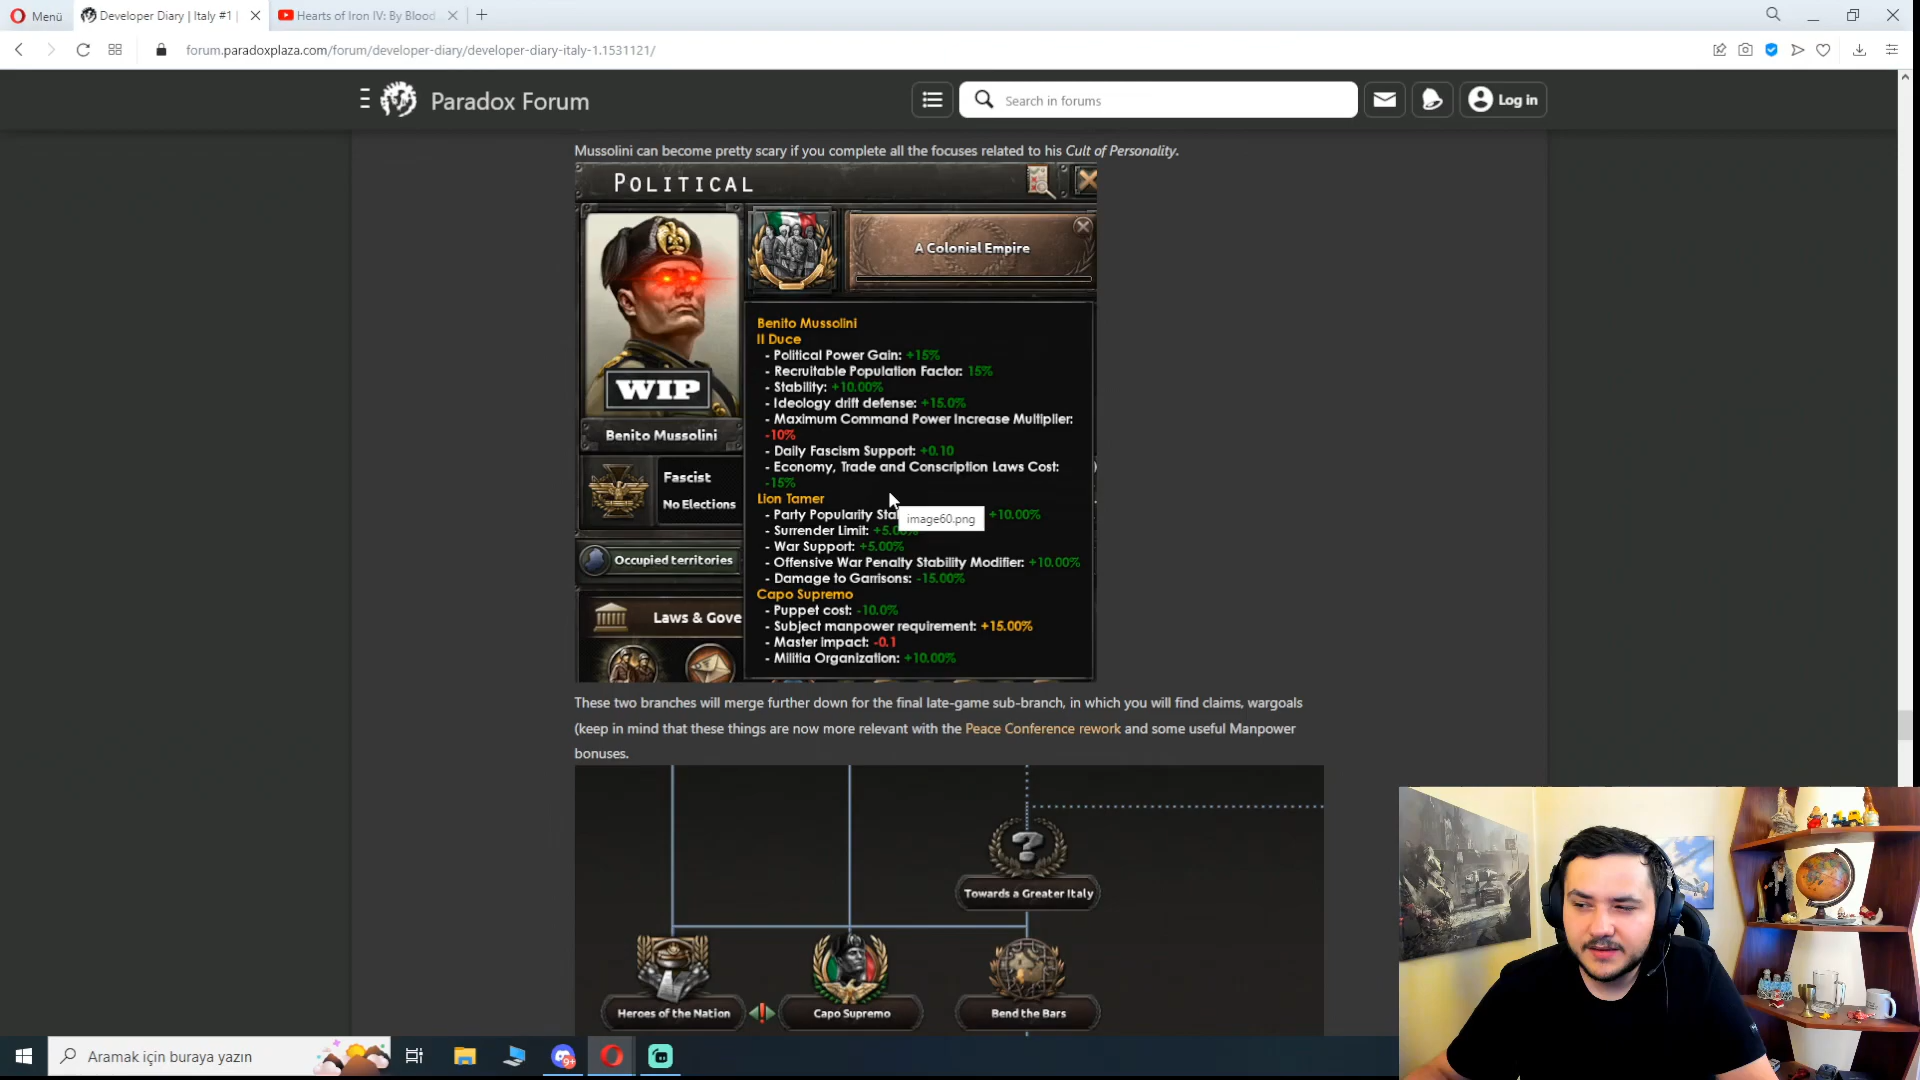 Menü
Developer Diary | Italy #1 |
Hearts of Iron IV: By Blood
forum.paradoxplaza.com/forum/developer-diary/developer-diary-italy-1.1531121/
Paradox Forum
Search in forums
Log in
Mussolini can become pretty scary if you complete all the focuses related to his Cult of Personality.
POLITICAL
A Colonial Empire
WIP
Benito Mussolini
Fascist
No Elections
Occupied territories
Laws & Gove
Benito Mussolini
Il Duce
- Political Power Gain: +15%
- Recruitable Population Factor: 15%
- Stability: +10.00%
- Ideology drift defense: +15.0%
- Maximum Command Power Increase Multiplier:
-10%
- Daily Fascism Support: +0.10
- Economy, Trade and Conscription Laws Cost:
-15%
Lion Tamer
- Party Popularity Sta +10.00%
image60.png
- Surrender Limit:
- War Support: +5.00%
- Offensive War Penalty Stability Modifier: +10.00%
- Damage to Garrisons: -15.00%
Capo Supremo
- Puppet cost: -10.0%
- Subject manpower requirement: +15.00%
- Master impact: -0.1
- Militia Organization: +10.00%
These two branches will merge further down for the final late-game sub-branch, in which you will find claims, wargoals
(keep in mind that these things are now more relevant with the Peace Conference rework and some useful Manpower
bonuses.
Towards a Greater Italy
Heroes of the Nation
Capo Supremo
Bend the Bars
Aramak için buraya yazın
9+